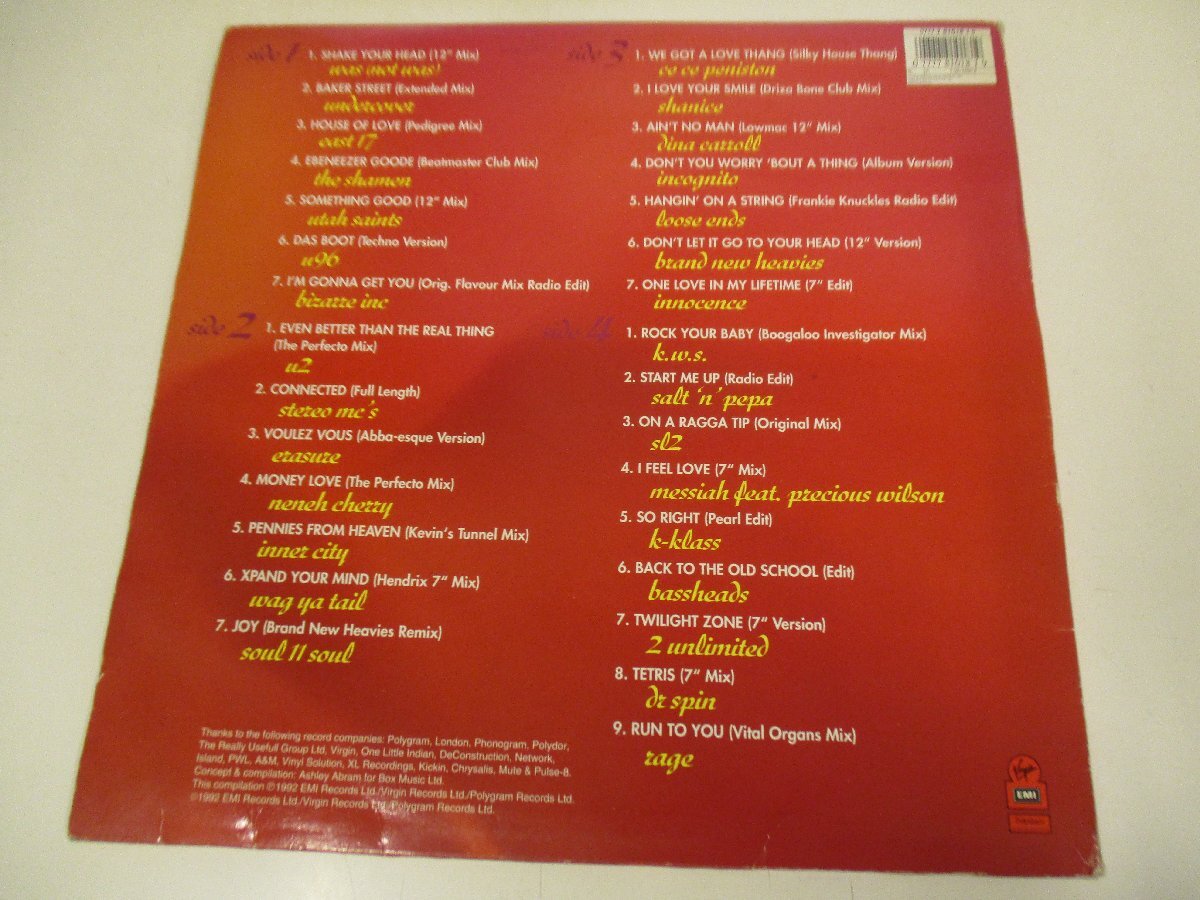 side 1
1. SHAKE YOUR HEAD (12" Mix)
was (not was)
2. BAKER STREET (Extended Mix)
undercover
3. HOUSE OF LOVE (Pedigree Mix)
east 17
4. EBENEEZER GOODE (Beatmaster Club Mix)
the shamen
5. SOMETHING GOOD (12" Mix)
utah saints
6. DAS BOOT (Techno Version)
u96
7. I'M GONNA GET YOU (Orig. Flavour Mix Radio Edit)
bizarre inc
side 2
1. EVEN BETTER THAN THE REAL THING
(The Perfecto Mix)
u2
2. CONNECTED (Full Length)
stereo mc's
3. VOULEZ VOUS (Abba-esque Version)
erasure
4. MONEY LOVE (The Perfecto Mix)
neneh cherry
5. PENNIES FROM HEAVEN (Kevin's Tunnel Mix)
inner city
6. XPAND YOUR MIND (Hendrix 7" Mix)
wag ya tail
7. JOY (Brand New Heavies Remix)
soul 11 soul
side 3
1. WE GOT A LOVE THANG (Silky House Thang)
ce ce peniston
2. I LOVE YOUR SMILE (Driza Bone Club Mix)
shanice
3. AIN'T NO MAN (Lowmac 12" Mix)
dina carroll
4. DON'T YOU WORRY 'BOUT A THING (Album Version)
incognito
5. HANGIN' ON A STRING (Frankie Knuckles Radio Edit)
loose ends
6. DON'T LET IT GO TO YOUR HEAD (12" Version)
brand new heavies
7. ONE LOVE IN MY LIFETIME (7" Edit)
innocence
side 4
1. ROCK YOUR BABY (Boogaloo Investigator Mix)
k.w.s.
2. START ME UP (Radio Edit)
salt 'n' pepa
3. ON A RAGGA TIP (Original Mix)
sl2
4. I FEEL LOVE (7" Mix)
messiah feat. precious wilson
5. SO RIGHT (Pearl Edit)
k-klass
6. BACK TO THE OLD SCHOOL (Edit)
bassheads
7. TWILIGHT ZONE (7" Version)
2 unlimited
8. TETRIS (7" Mix)
dr spin
9. RUN TO YOU (Vital Organs Mix)
rage
Thanks to the following record companies: Polygram, London, Phonogram, Polydor,
The Really Usefull Group Ltd, Virgin, One Little Indian, DeConstruction, Network,
Island, PWL, A&M, Vinyl Solution, XL Recordings, Kickin, Chrysalis, Mute & Pulse-8.
Concept & compilation: Ashley Abram for Box Music Ltd.
This compilation ℗1992 EMI Records Ltd./Virgin Records Ltd./Polygram Records Ltd.
©1992 EMI Records Ltd./Virgin Records Ltd./Polygram Records Ltd.
Virgin
EMI